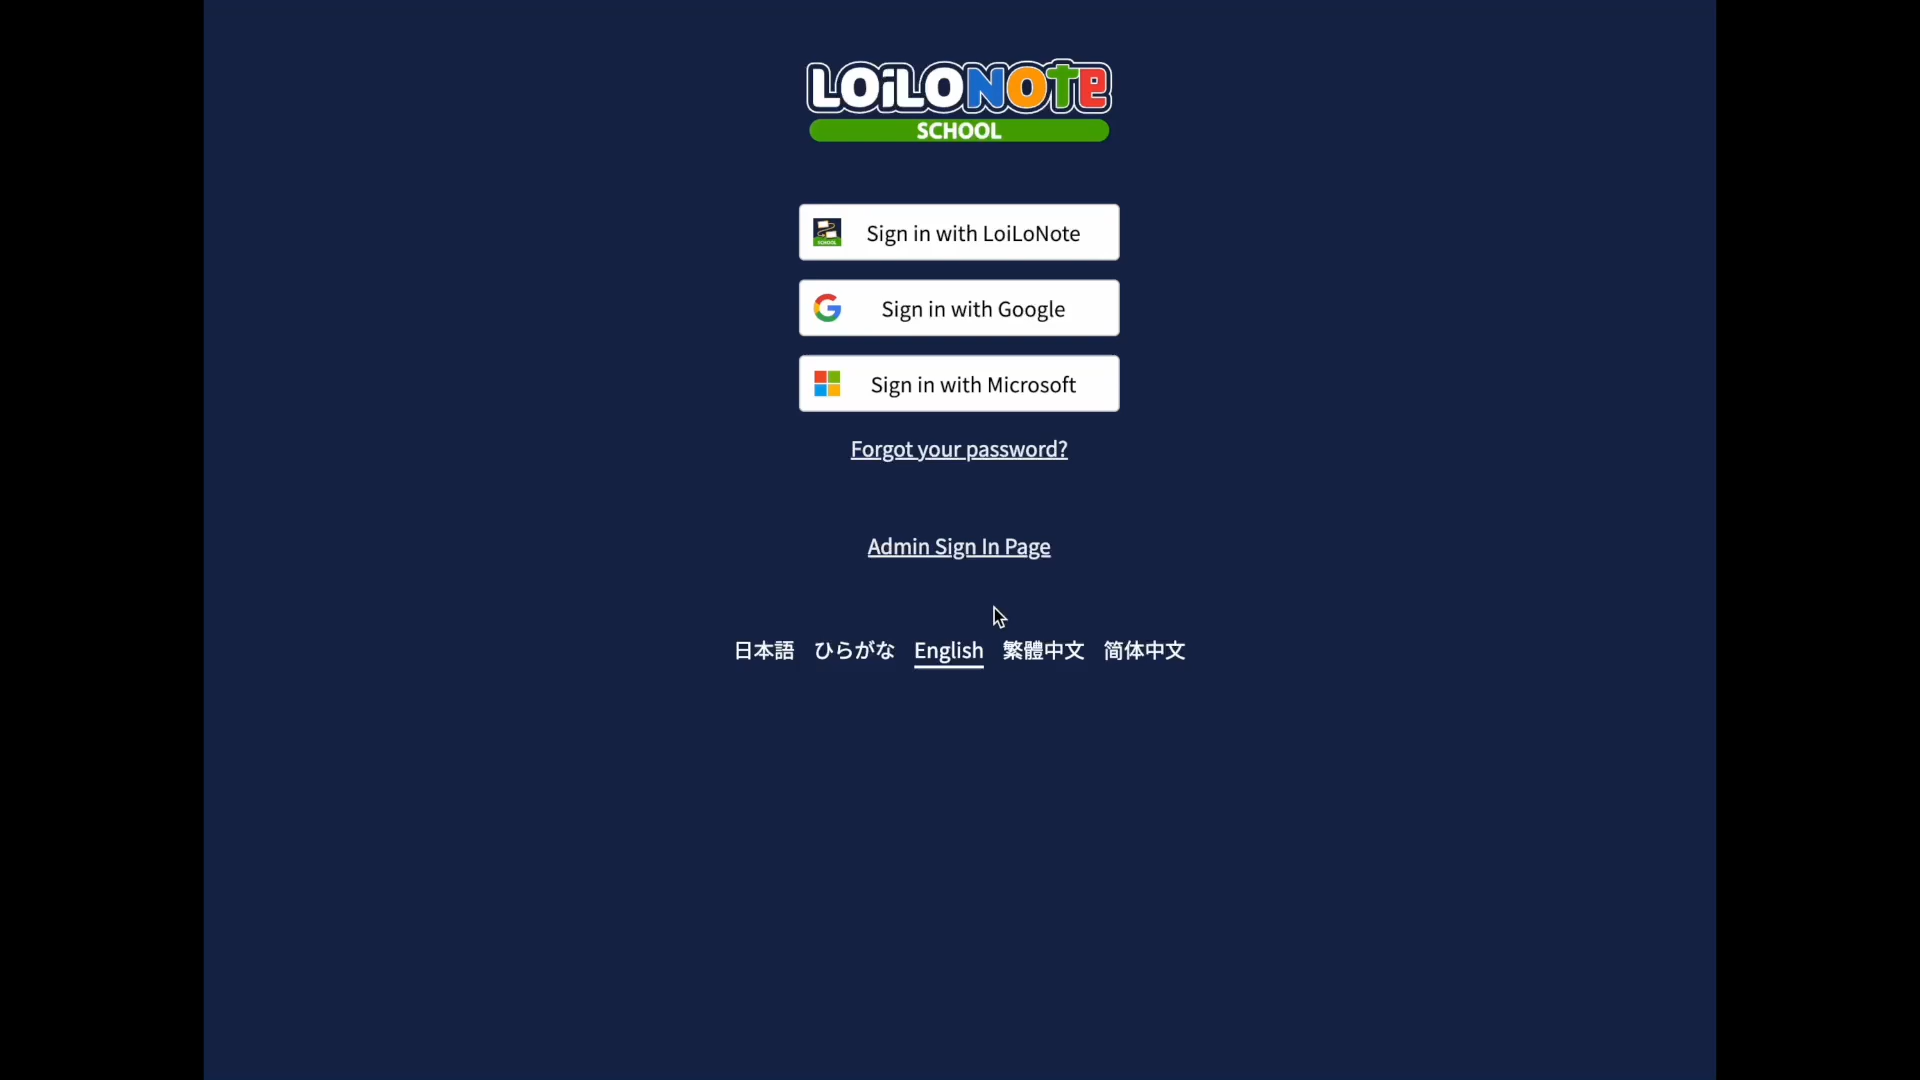 LOiLONOTE
SCHOOL
SCHOOL
Sign in with LoiLoNote
Sign in with Google
Sign in with Microsoft
Forgot your password?
Admin Sign In Page
日本語 ひらがな English 繁體中文 简体中文